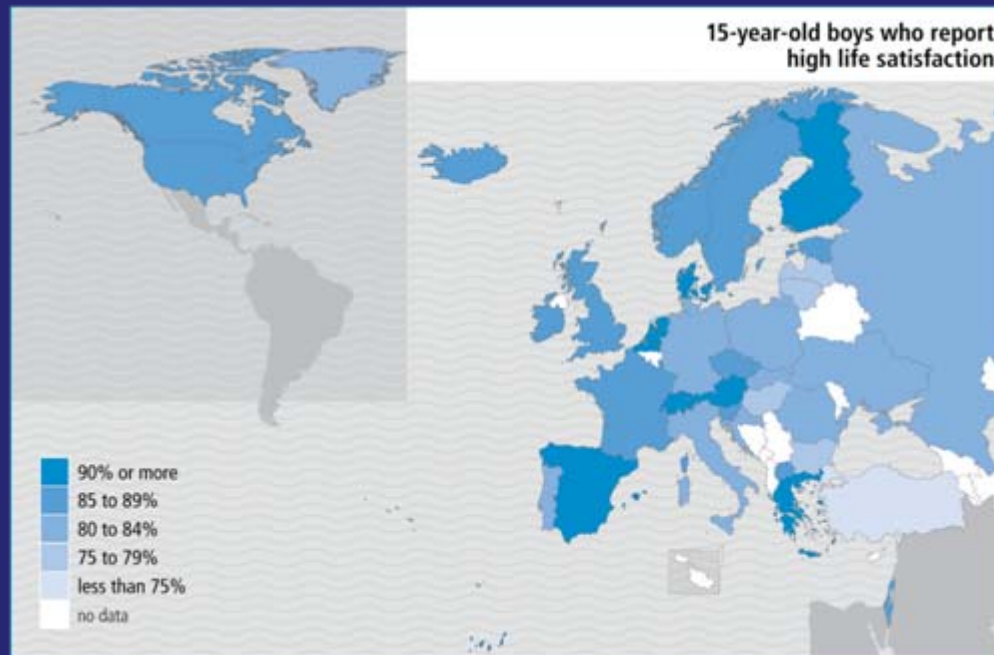 15-year-old boys who report
high life satisfaction
90% or more
85 to 89%
80 to 84%
75 to 79%
less than 75%
no data